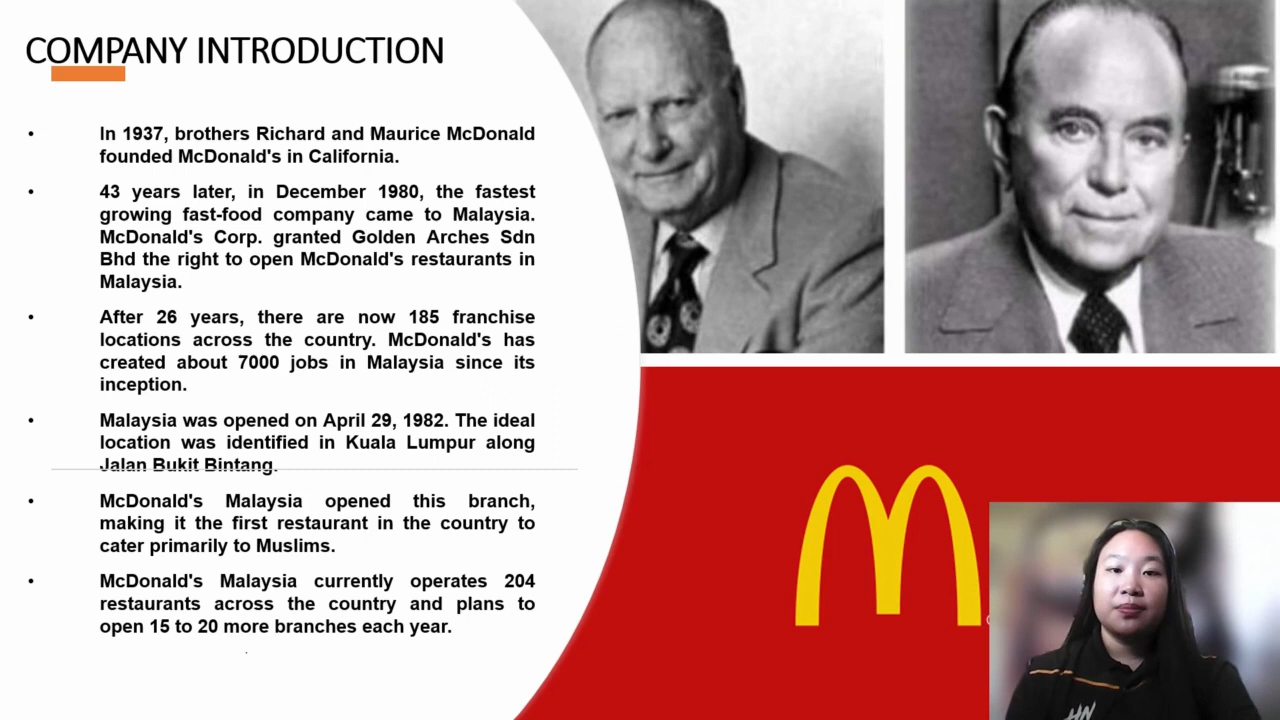 COMPANY INTRODUCTION
• In 1937, brothers Richard and Maurice McDonald
founded McDonald's in California.
• 43 years later, in December 1980, the fastest
growing fast-food company came to Malaysia.
McDonald's Corp. granted Golden Arches Sdn
Bhd the right to open McDonald's restaurants in
Malaysia.
• After 26 years, there are now 185 franchise
locations across the country. McDonald's has
created about 7000 jobs in Malaysia since its
inception.
• Malaysia was opened on April 29, 1982. The ideal
location was identified in Kuala Lumpur along
Jalan Bukit Bintang.
• McDonald's Malaysia opened this branch,
making it the first restaurant in the country to
cater primarily to Muslims.
• McDonald's Malaysia currently operates 204
restaurants across the country and plans to
open 15 to 20 more branches each year.
.